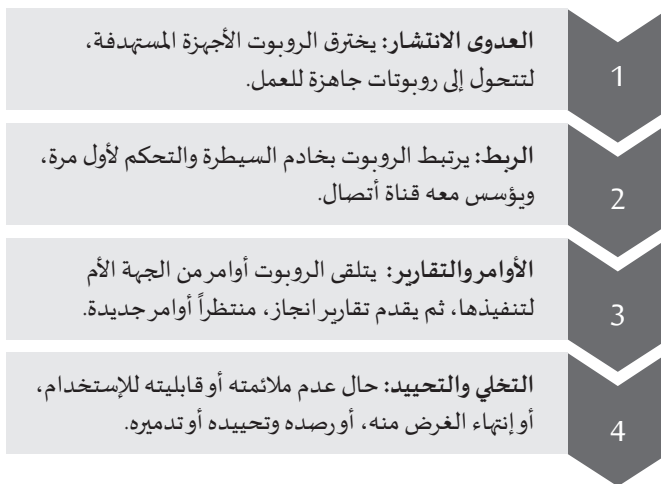 العدوى الانتشار: يخترق الروبوت الأجهزة المستهدفة،
لتتحول إلى روبوتات جاهزة للعمل.
1
الربط: يرتبط الروبوت بخادم السيطرة والتحكم لأول مرة،
ويؤسس معه قناة أتصال.
2
الأوامر والتقارير: يتلقى الروبوت أوامر من الجهة الأم
لتنفيذها، ثم يقدم تقارير انجاز، منتظراً أوامر جديدة.
3
التخلي والتحييد: حال عدم ملائمته أو قابليته للإستخدام،
أو إنتهاء الغرض منه، أو رصده وتحييده أو تدميره.
4